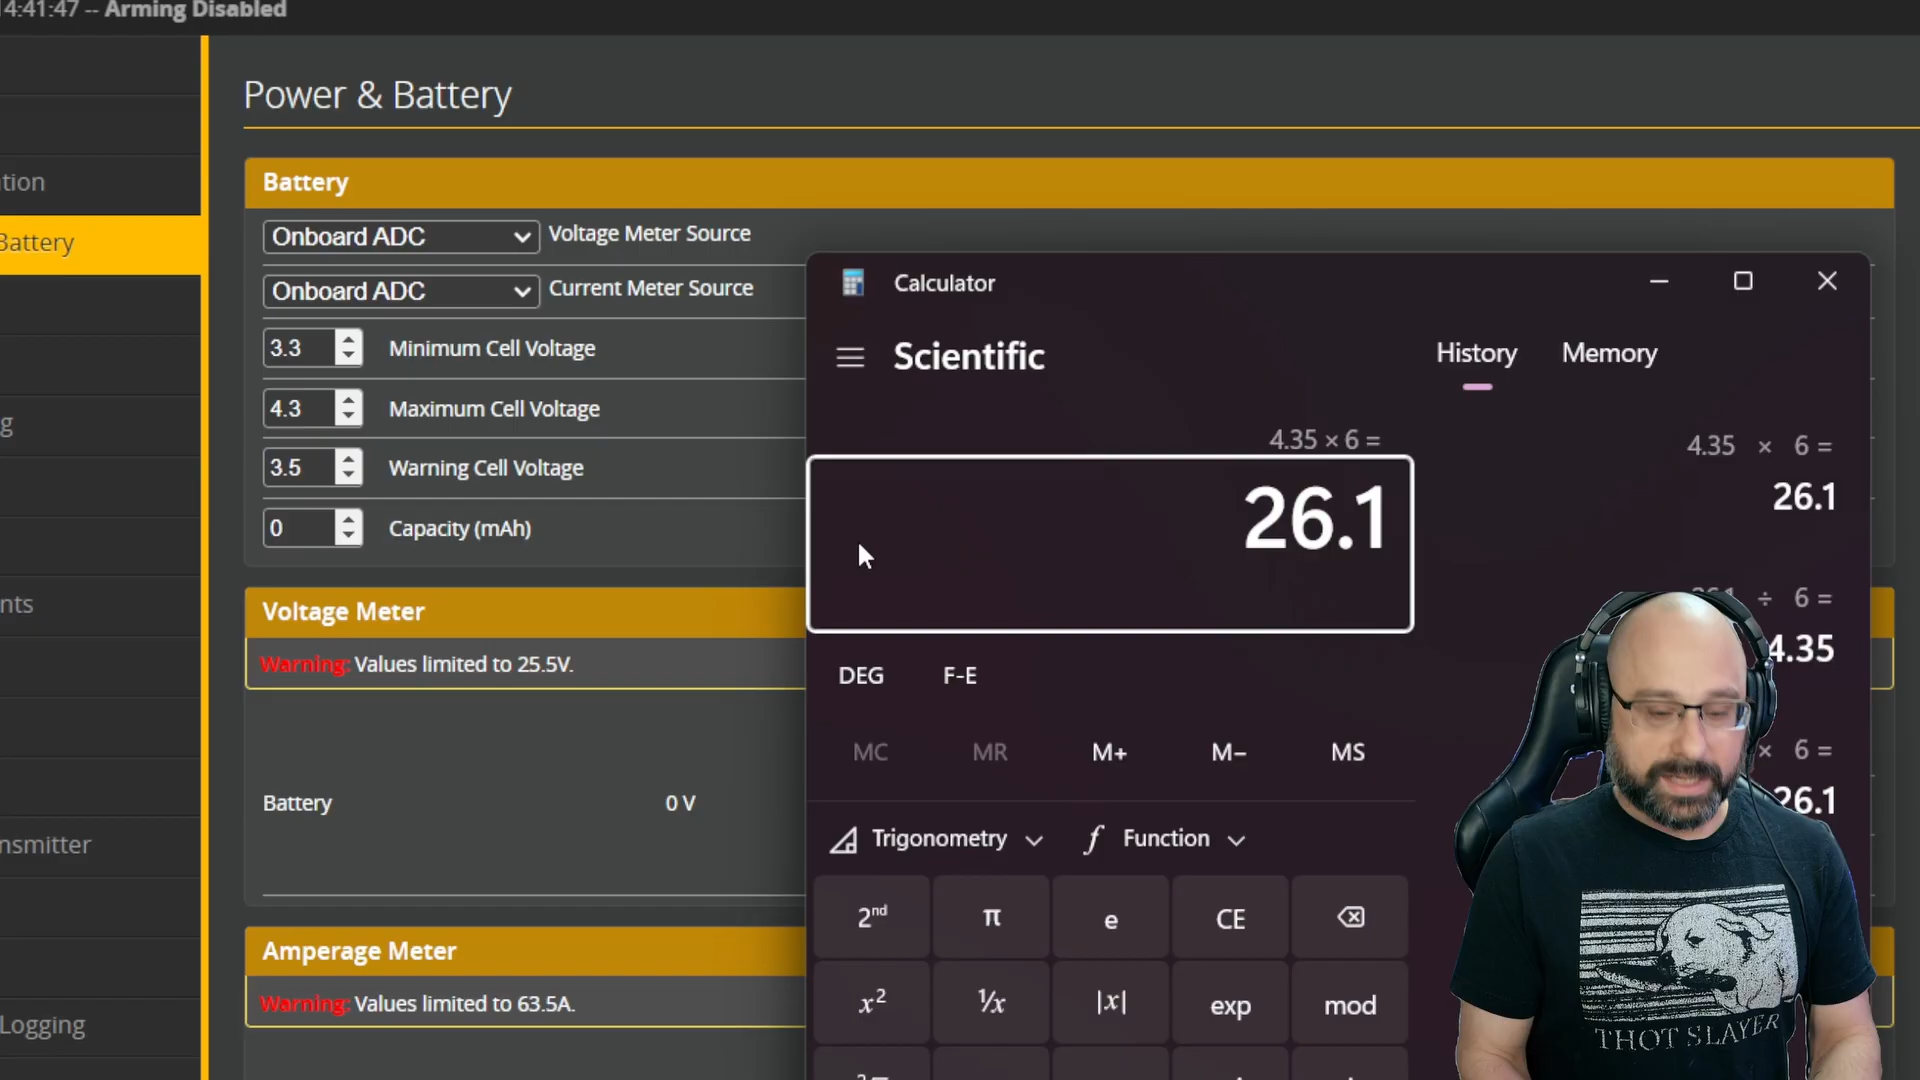 14:41:47 -- Arming Disabled
Power & Battery
Battery
Onboard ADC Voltage Meter Source
Onboard ADC Current Meter Source
3.3 Minimum Cell Voltage
4.3 Maximum Cell Voltage
3.5 Warning Cell Voltage
0 Capacity (mAh)
Voltage Meter
Warning: Values limited to 25.5V.
Battery 0 V
Amperage Meter
Warning: Values limited to 63.5A.
tion
Battery
g
nts
nsmitter
Logging
Calculator
Scientific
History Memory
4.35 × 6 =
26.1
4.35 × 6 =
26.1
÷ 6 =
4.35
× 6 =
26.1
DEG F-E
MC MR M+ M− MS
Trigonometry f Function
2nd π e CE
x² ⅟x |x| exp mod
THOT SLAYER